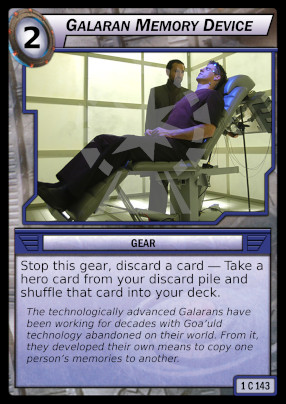 2
GALARAN MEMORY DEVICE
GEAR
Stop this gear, discard a card — Take a
hero card from your discard pile and
shuffle that card into your deck.
The technologically advanced Galarans have
been working for decades with Goa'uld
technology abandoned on their world. From it,
they developed their own means to copy one
person's memories to another.
1 C 143